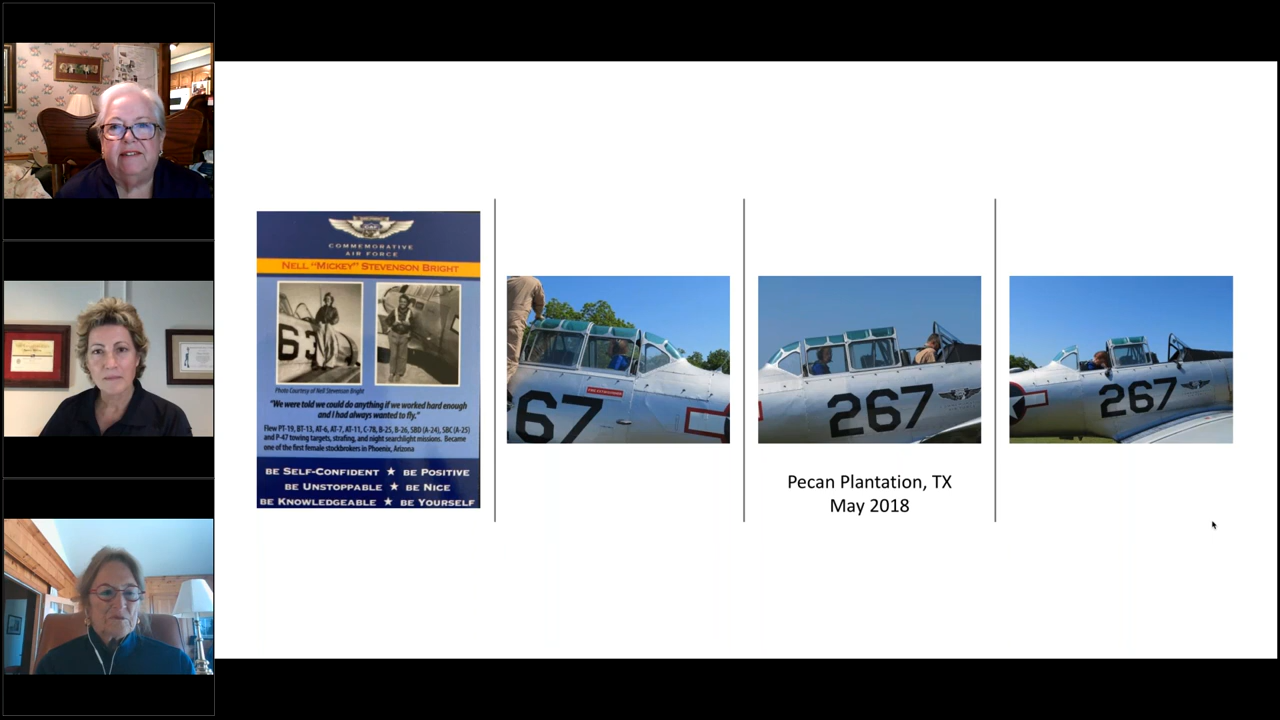 COMMEMORATIVE
AIR FORCE
NELL "MICKEY" STEVENSON BRIGHT
63
Photo Courtesy of Nell Stevenson Bright
"We were told we could do anything if we worked hard enough
and I had always wanted to fly."
Flew PT-19, BT-13, AT-6, AT-7, AT-11, C-78, B-25, B-26, SBD (A-24), SBC (A-25)
and P-47 towing targets, strafing, and night searchlight missions. Became
one of the first female stockbrokers in Phoenix, Arizona
BE SELF-CONFIDENT ★ BE POSITIVE
BE UNSTOPPABLE ★ BE NICE
BE KNOWLEDGEABLE ★ BE YOURSELF
67
267
267
Pecan Plantation, TX
May 2018